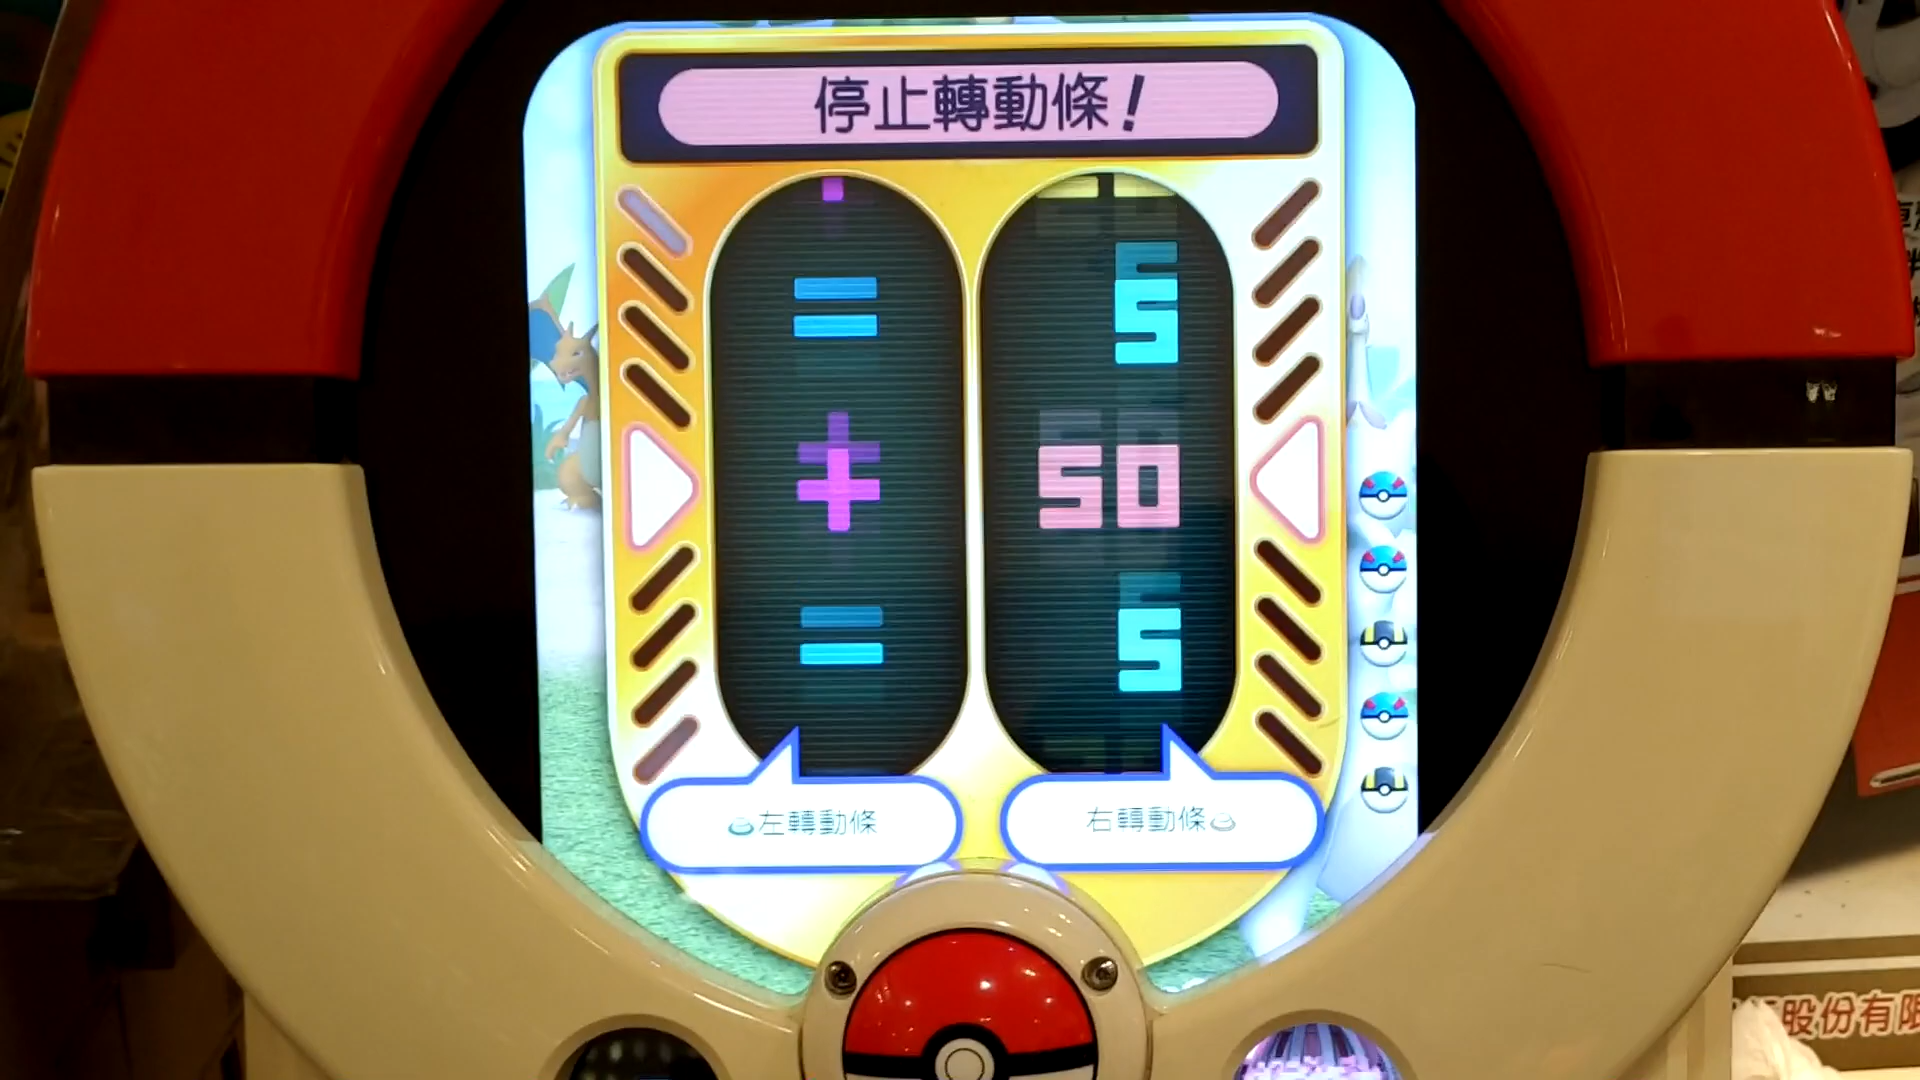 停止轉動條！
= 5
+ 50
= 5
左轉動條
右轉動條
股份有限